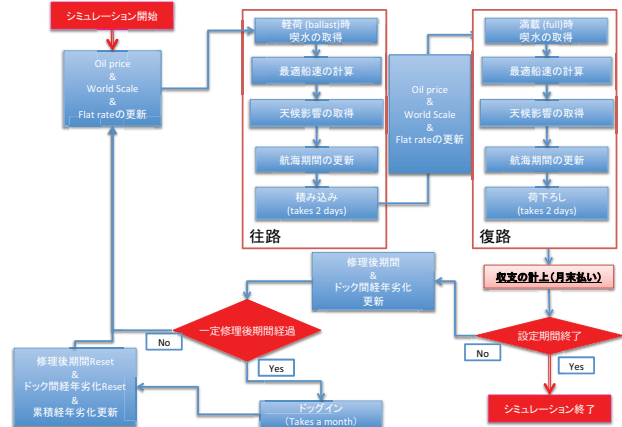 シミュレーション開始
Oil price
&
World Scale
&
Flat rateの更新
軽荷 (ballast)時
喫水の取得
最適船速の計算
天候影響の取得
航海期間の更新
積み込み
(takes 2 days)
往路
Oil price
&
World Scale
&
Flat rateの更新
満載 (full)時
喫水の取得
最適船速の計算
天候影響の取得
航海期間の更新
荷下ろし
(takes 2 days)
復路
収支の計上(月末払い)
設定期間終了
No
Yes
シミュレーション終了
修理後期間
&
ドック間経年劣化
更新
一定修理後期間経過
No
Yes
ドッグイン
(Takes a month)
修理後期間Reset
&
ドック間経年劣化Reset
&
累積経年劣化更新